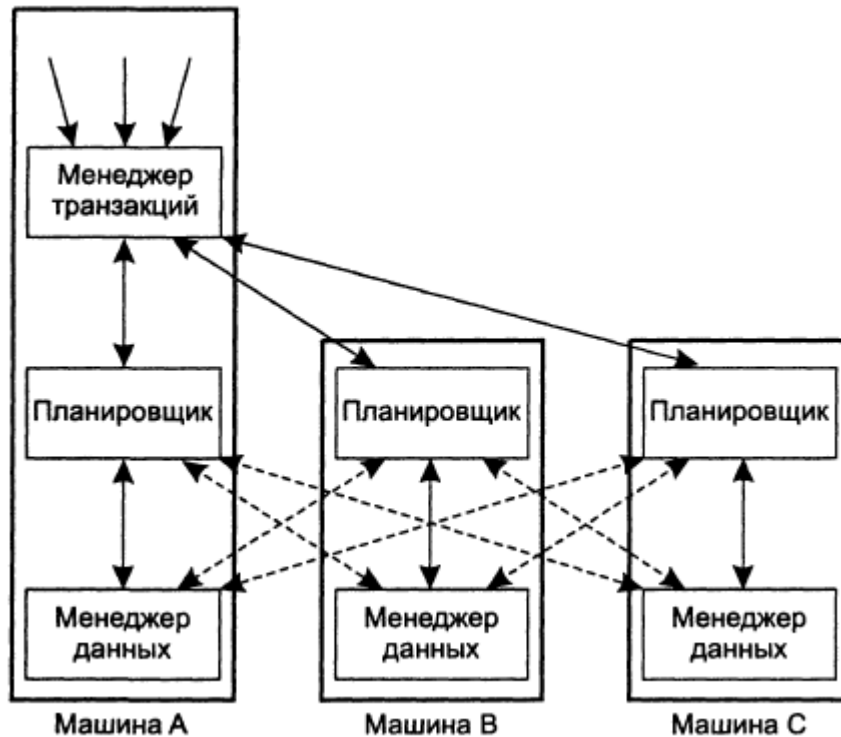 Менеджер
транзакций
Планировщик
Планировщик
Планировщик
Менеджер
данных
Менеджер
данных
Менеджер
данных
Машина А
Машина В
Машина С